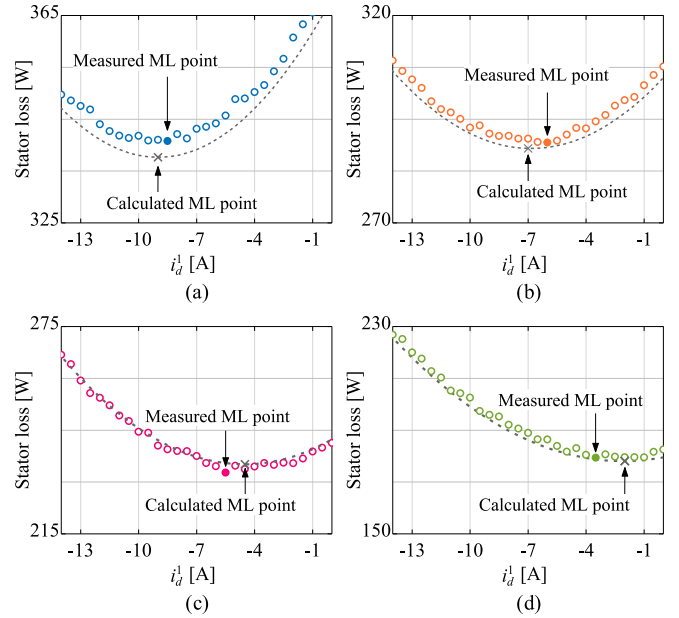 365
Measured ML point
Stator loss [W]
Calculated ML point
325
-13 -10 -7 -4 -1
i_d^1 [A]
(a)
320
Measured ML point
Stator loss [W]
Calculated ML point
270
-13 -10 -7 -4 -1
i_d^1 [A]
(b)
275
Measured ML point
Stator loss [W]
Calculated ML point
215
-13 -10 -7 -4 -1
i_d^1 [A]
(c)
230
Measured ML point
Stator loss [W]
Calculated ML point
150
-13 -10 -7 -4 -1
i_d^1 [A]
(d)